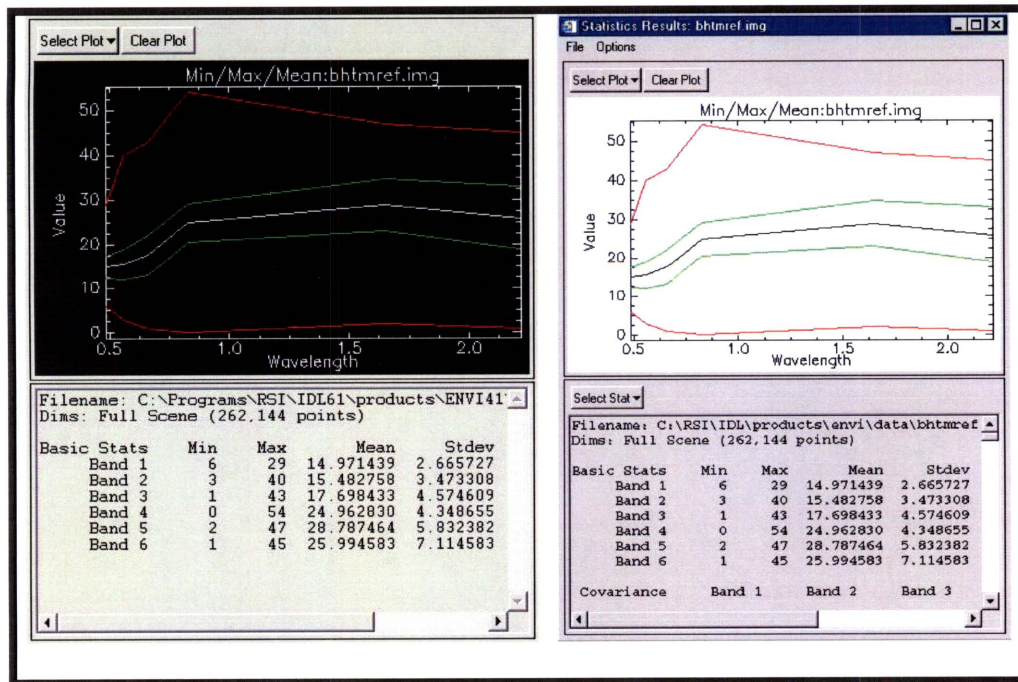 Select Plot Clear Plot
Min/Max/Mean:bhtmref.img
50
40
30
20
10
0
Value
0.5 1.0 1.5 2.0
Wavelength
Filename: C:\Programs\RSI\IDL61\products\ENVI41
Dims: Full Scene (262,144 points)
Basic Stats Min Max Mean Stdev
Band 1 6 29 14.971439 2.665727
Band 2 3 40 15.482758 3.473308
Band 3 1 43 17.698433 4.574609
Band 4 0 54 24.962830 4.348655
Band 5 2 47 28.787464 5.832382
Band 6 1 45 25.994583 7.114583
Statistics Results: bhtmref.img
File Options
Select Plot Clear Plot
Min/Max/Mean:bhtmref.img
50
40
30
20
10
0
Value
0.5 1.0 1.5 2.0
Wavelength
Select Stat
Filename: C:\RSI\IDL\products\envi\data\bhtmref
Dims: Full Scene (262,144 points)
Basic Stats Min Max Mean Stdev
Band 1 6 29 14.971439 2.665727
Band 2 3 40 15.482758 3.473308
Band 3 1 43 17.698433 4.574609
Band 4 0 54 24.962830 4.348655
Band 5 2 47 28.787464 5.832382
Band 6 1 45 25.994583 7.114583
Covariance Band 1 Band 2 Band 3